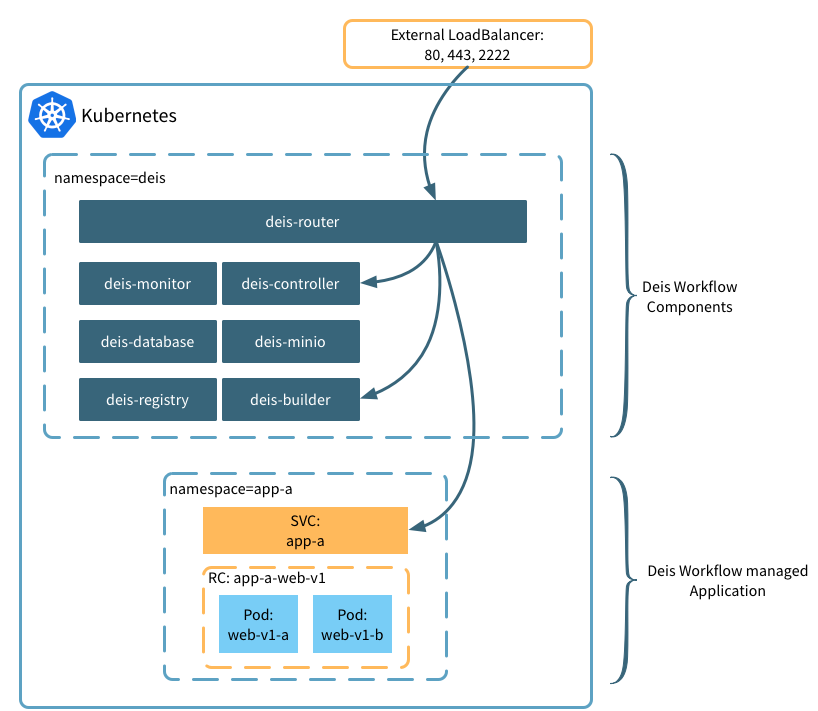 External LoadBalancer:
80, 443, 2222
Kubernetes
namespace=deis
deis-router
deis-monitor
deis-controller
deis-database
deis-minio
deis-registry
deis-builder
Deis Workflow
Components
namespace=app-a
SVC:
app-a
RC: app-a-web-v1
Pod:
web-v1-a
Pod:
web-v1-b
Deis Workflow managed
Application